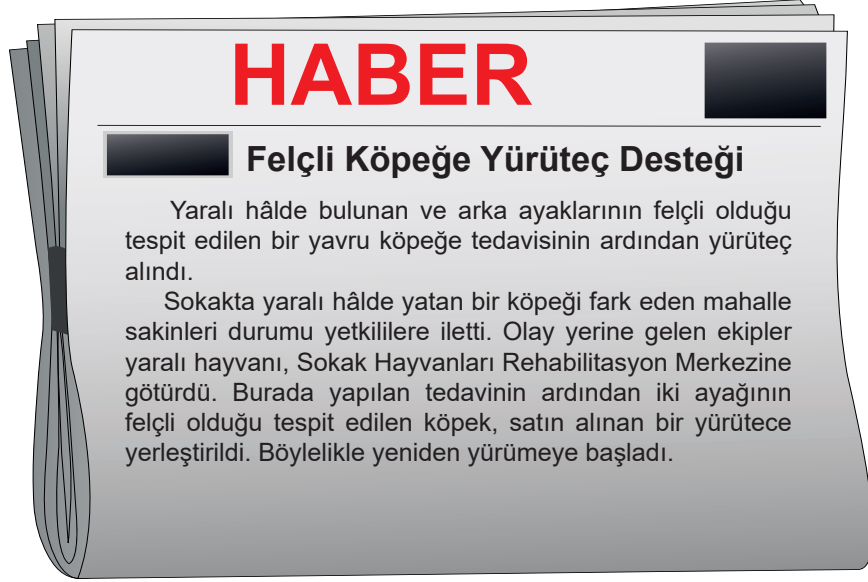 HABER
Felçli Köpeğe Yürüteç Desteği
Yaralı hâlde bulunan ve arka ayaklarının felçli olduğu
tespit edilen bir yavru köpeğe tedavisinin ardından yürüteç
alındı.
Sokakta yaralı hâlde yatan bir köpeği fark eden mahalle
sakinleri durumu yetkililere iletti. Olay yerine gelen ekipler
yaralı hayvanı, Sokak Hayvanları Rehabilitasyon Merkezine
götürdü. Burada yapılan tedavinin ardından iki ayağının
felçli olduğu tespit edilen köpek, satın alınan bir yürütece
yerleştirildi. Böylelikle yeniden yürümeye başladı.